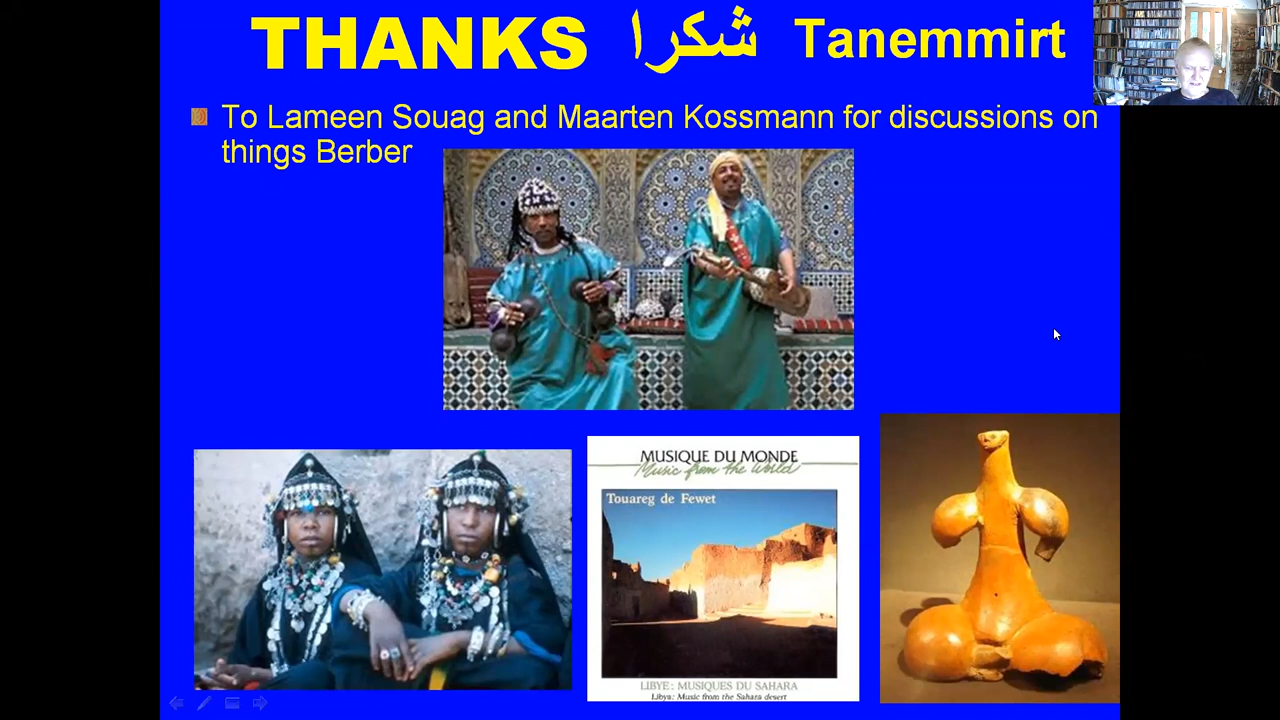 THANKS شكرا Tanemmirt
To Lameen Souag and Maarten Kossmann for discussions on
things Berber
MUSIQUE DU MONDE
Music from the World
Touareg de Fewet
LIBYE : MUSIQUES DU SAHARA
Libya: Music from the Sahara desert